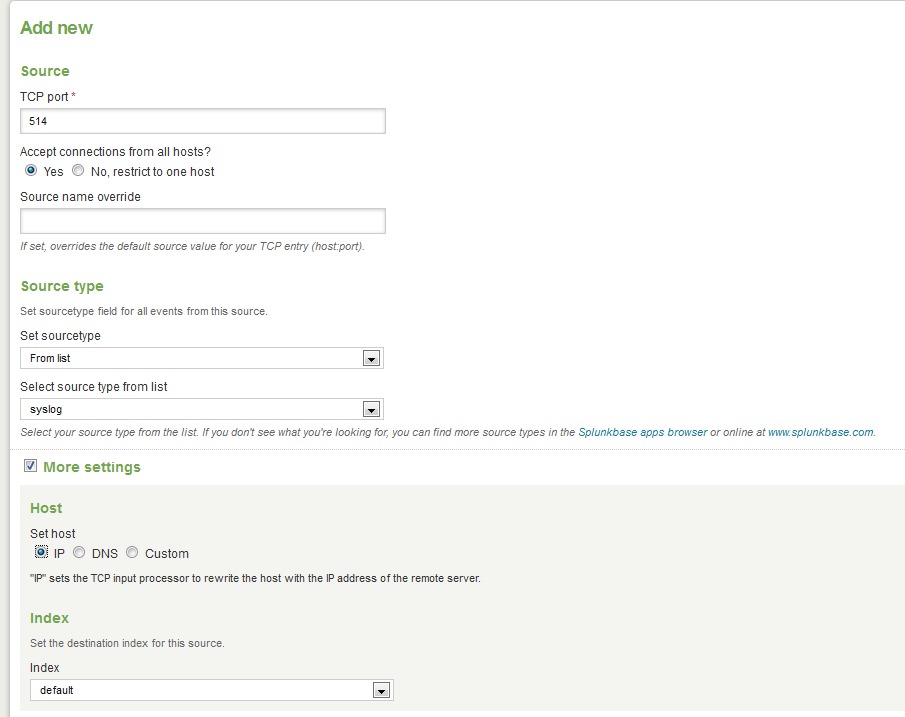 Add new
Source
TCP port *
514
Accept connections from all hosts?
Yes No, restrict to one host
Source name override
If set, overrides the default source value for your TCP entry (host:port).
Source type
Set sourcetype field for all events from this source.
Set sourcetype
From list
Select source type from list
syslog
Select your source type from the list. If you don't see what you're looking for, you can find more source types in the Splunkbase apps browser or online at www.splunkbase.com.
More settings
Host
Set host
IP DNS Custom
"IP" sets the TCP input processor to rewrite the host with the IP address of the remote server.
Index
Set the destination index for this source.
Index
default